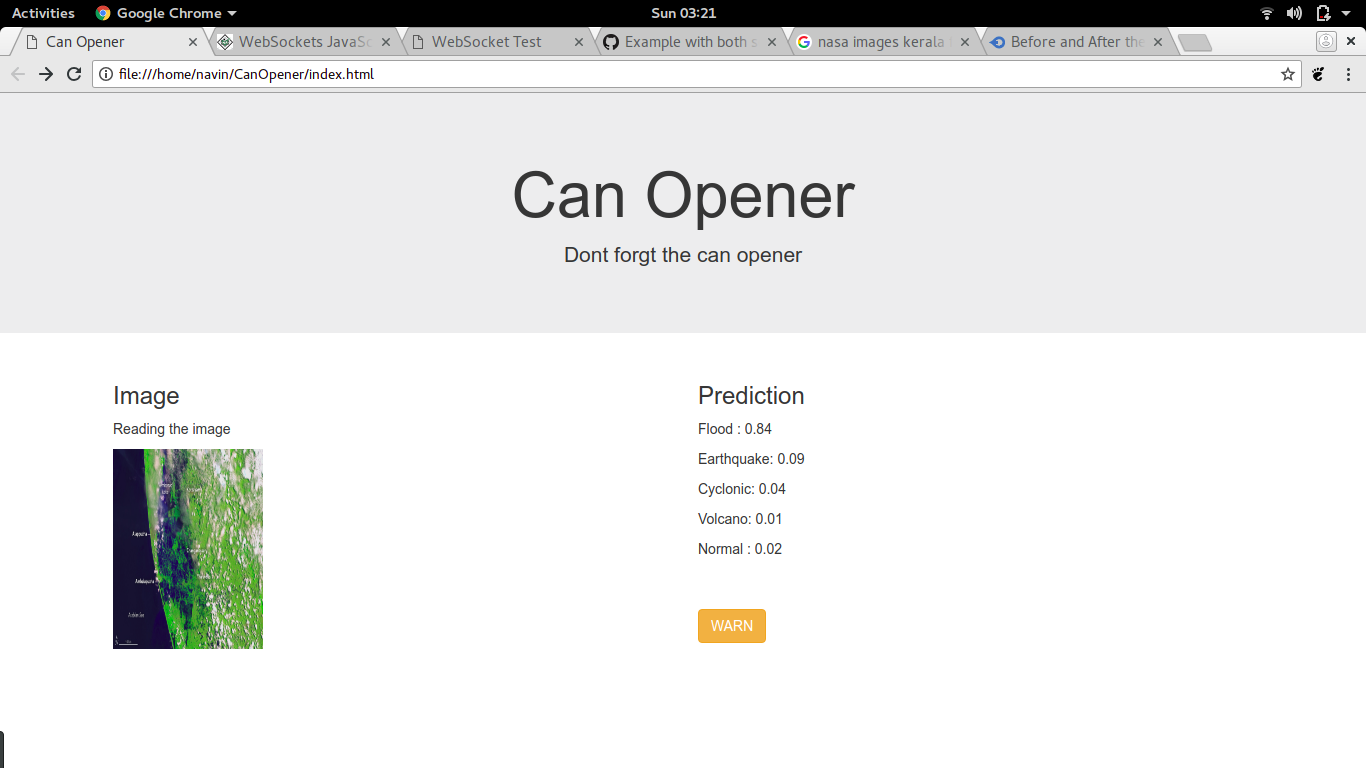 Activities Google Chrome Sun 03:21
Can Opener WebSockets JavaSc WebSocket Test Example with both s nasa images kerala Before and After the
file:///home/navin/CanOpener/index.html
Can Opener
Dont forgt the can opener
Image Prediction
Reading the image Flood : 0.84
Earthquake: 0.09
Cyclonic: 0.04
Volcano: 0.01
Normal : 0.02
Arabian Sea
WARN